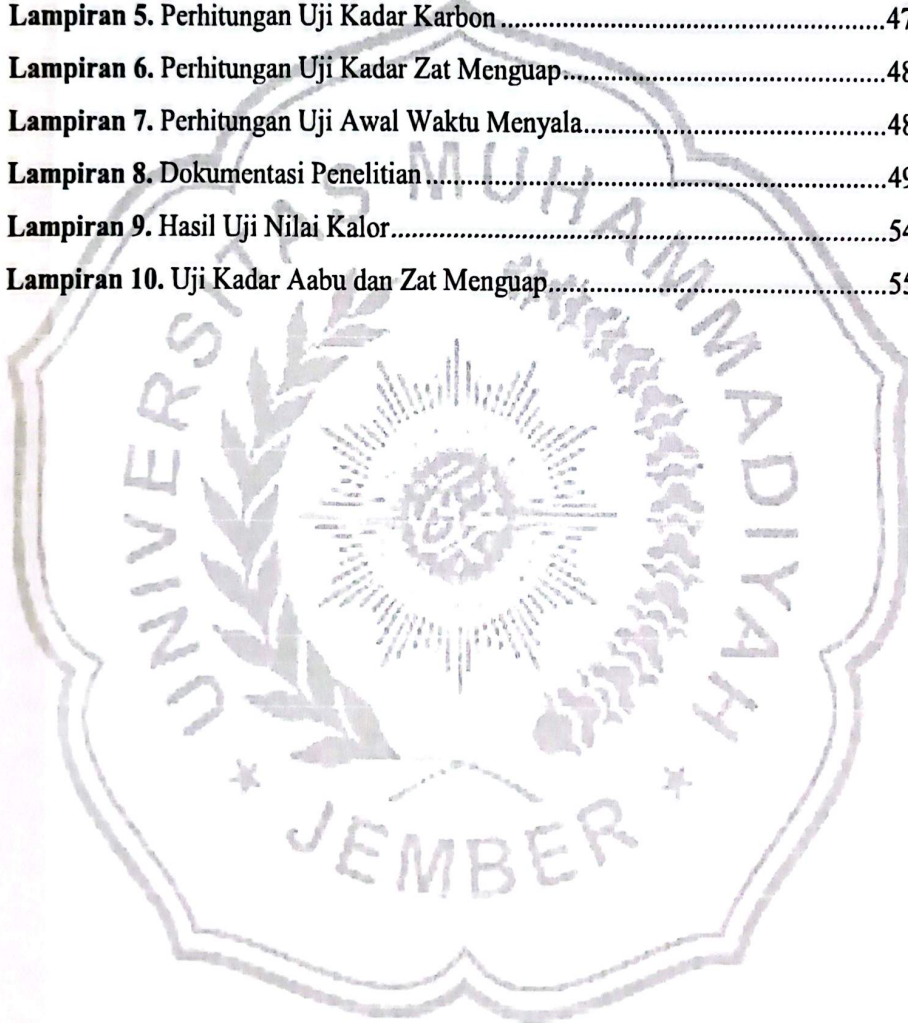 Lampiran 5. Perhitungan Uji Kadar Karbon....................................................47
Lampiran 6. Perhitungan Uji Kadar Zat Menguap...........................................48
Lampiran 7. Perhitungan Uji Awal Waktu Menyala........................................48
Lampiran 8. Dokumentasi Penelitian..............................................................49
Lampiran 9. Hasil Uji Nilai Kalor...................................................................54
Lampiran 10. Uji Kadar Aabu dan Zat Menguap.............................................55
UNIVERSITAS MUHAMMADIYAH
* JEMBER *